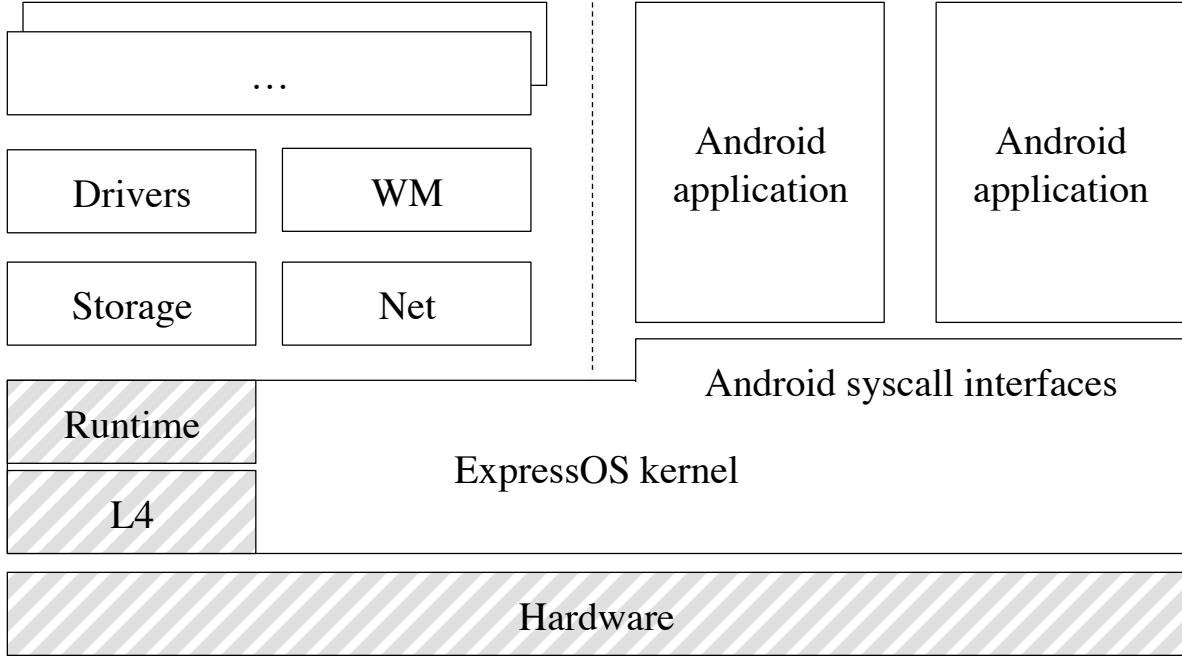 …
Drivers
WM
Storage
Net
Android
application
Android
application
Android syscall interfaces
Runtime
ExpressOS kernel
L4
Hardware